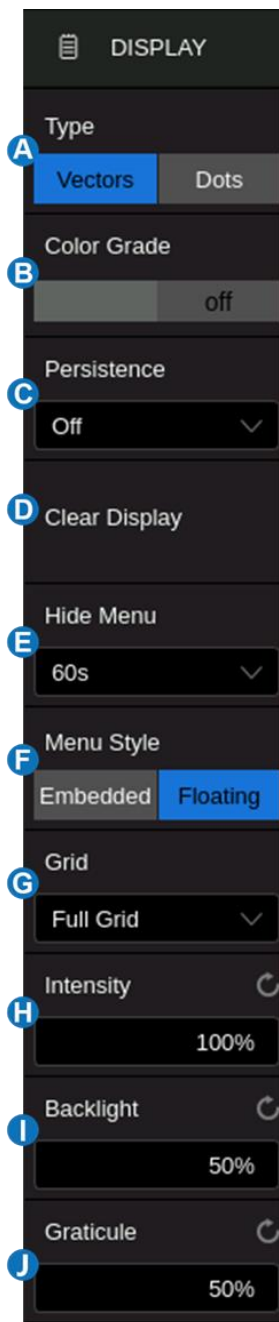 DISPLAY
Type
A
Vectors Dots
Color Grade
B
off
Persistence
C
Off
D Clear Display
Hide Menu
E
60s
Menu Style
F
Embedded Floating
Grid
G
Full Grid
Intensity
H
100%
Backlight
I
50%
Graticule
J
50%